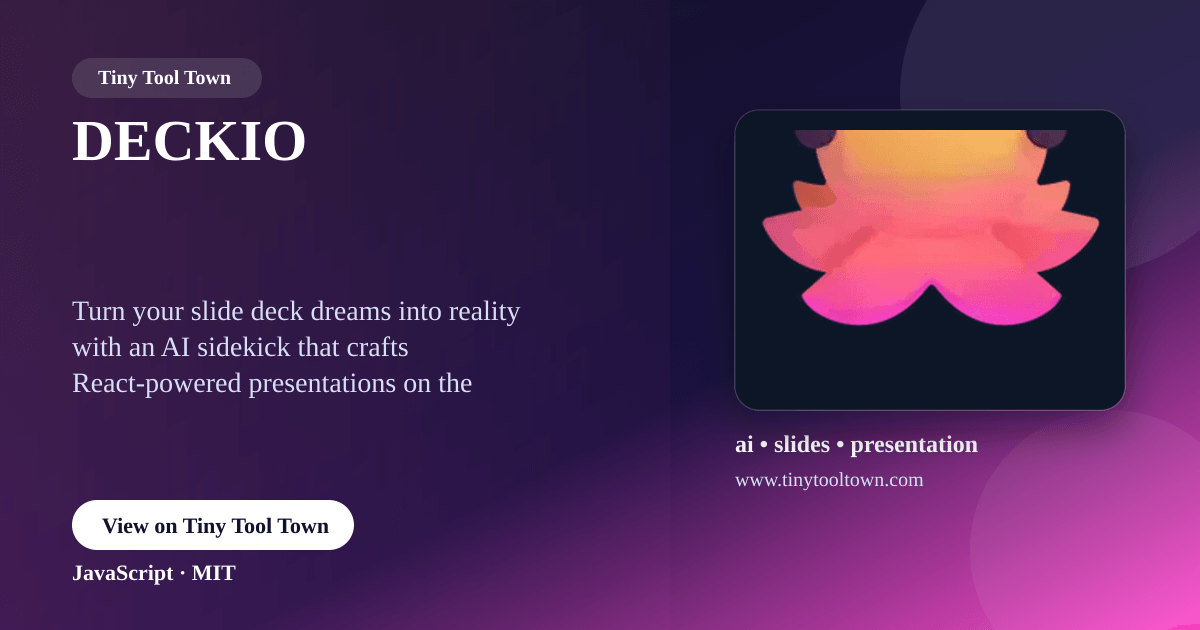 Tiny Tool Town
DECKIO
Turn your slide deck dreams into reality
with an AI sidekick that crafts
React-powered presentations on the
View on Tiny Tool Town
JavaScript · MIT
ai • slides • presentation
www.tinytooltown.com